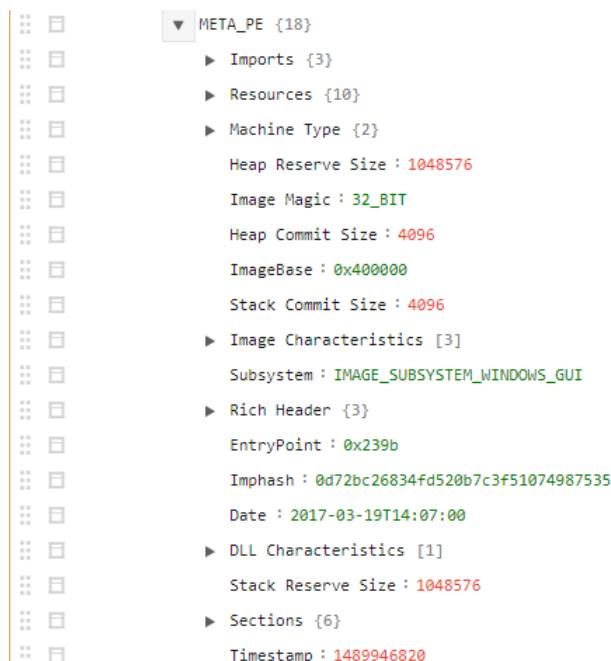 META_PE {18}
Imports {3}
Resources {10}
Machine Type {2}
Heap Reserve Size : 1048576
Image Magic : 32_BIT
Heap Commit Size : 4096
ImageBase : 0x400000
Stack Commit Size : 4096
Image Characteristics [3]
Subsystem : IMAGE_SUBSYSTEM_WINDOWS_GUI
Rich Header {3}
EntryPoint : 0x239b
Imphash : 0d72bc26834fd520b7c3f51074987535
Date : 2017-03-19T14:07:00
DLL Characteristics [1]
Stack Reserve Size : 1048576
Sections {6}
Timestamp : 1489946820